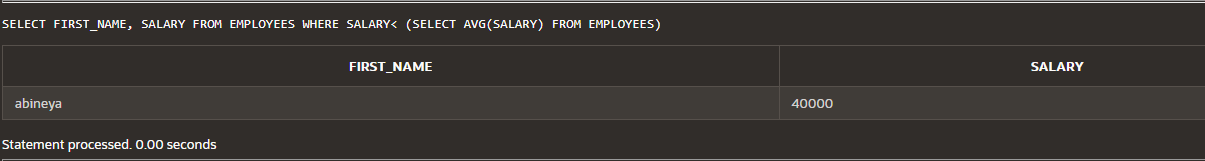 SELECT FIRST_NAME, SALARY FROM EMPLOYEES WHERE SALARY< (SELECT AVG(SALARY) FROM EMPLOYEES)
FIRST_NAME SALARY
abineya 40000
Statement processed. 0.00 seconds